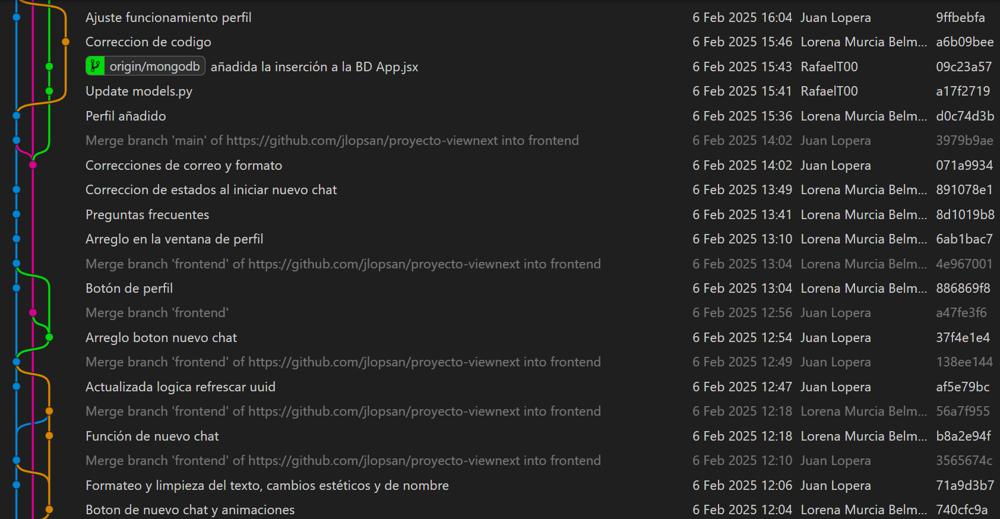 Ajuste funcionamiento perfil 6 Feb 2025 16:04 Juan Lopera 9ffbebfa
Correccion de codigo 6 Feb 2025 15:46 Lorena Murcia Belm... a6b09bee
origin/mongodb añadida la inserción a la BD App.jsx 6 Feb 2025 15:43 RafaelT00 09c23a57
Update models.py 6 Feb 2025 15:41 RafaelT00 a17f2719
Perfil añadido 6 Feb 2025 15:36 Lorena Murcia Belm... d0c74d3b
Merge branch 'main' of https://github.com/jlopsan/proyecto-viewnext into frontend 6 Feb 2025 14:02 Juan Lopera 3979b9ae
Correcciones de correo y formato 6 Feb 2025 14:02 Juan Lopera 071a9934
Correccion de estados al iniciar nuevo chat 6 Feb 2025 13:49 Lorena Murcia Belm... 891078e1
Preguntas frecuentes 6 Feb 2025 13:41 Lorena Murcia Belm... 8d1019b8
Arreglo en la ventana de perfil 6 Feb 2025 13:10 Lorena Murcia Belm... 6ab1bac7
Merge branch 'frontend' of https://github.com/jlopsan/proyecto-viewnext into frontend 6 Feb 2025 13:04 Lorena Murcia Belm... 4e967001
Botón de perfil 6 Feb 2025 13:04 Lorena Murcia Belm... 886869f8
Merge branch 'frontend' 6 Feb 2025 12:56 Juan Lopera a47fe3f6
Arreglo boton nuevo chat 6 Feb 2025 12:54 Juan Lopera 37f4e1e4
Merge branch 'frontend' of https://github.com/jlopsan/proyecto-viewnext into frontend 6 Feb 2025 12:49 Juan Lopera 138ee144
Actualizada logica refrescar uuid 6 Feb 2025 12:47 Juan Lopera af5e79bc
Merge branch 'frontend' of https://github.com/jlopsan/proyecto-viewnext into frontend 6 Feb 2025 12:18 Lorena Murcia Belm... 56a7f955
Función de nuevo chat 6 Feb 2025 12:18 Lorena Murcia Belm... b8a2e94f
Merge branch 'frontend' of https://github.com/jlopsan/proyecto-viewnext into frontend 6 Feb 2025 12:10 Juan Lopera 3565674c
Formateo y limpieza del texto, cambios estéticos y de nombre 6 Feb 2025 12:06 Juan Lopera 71a9d3b7
Boton de nuevo chat y animaciones 6 Feb 2025 12:04 Lorena Murcia Belm... 740cfc9a